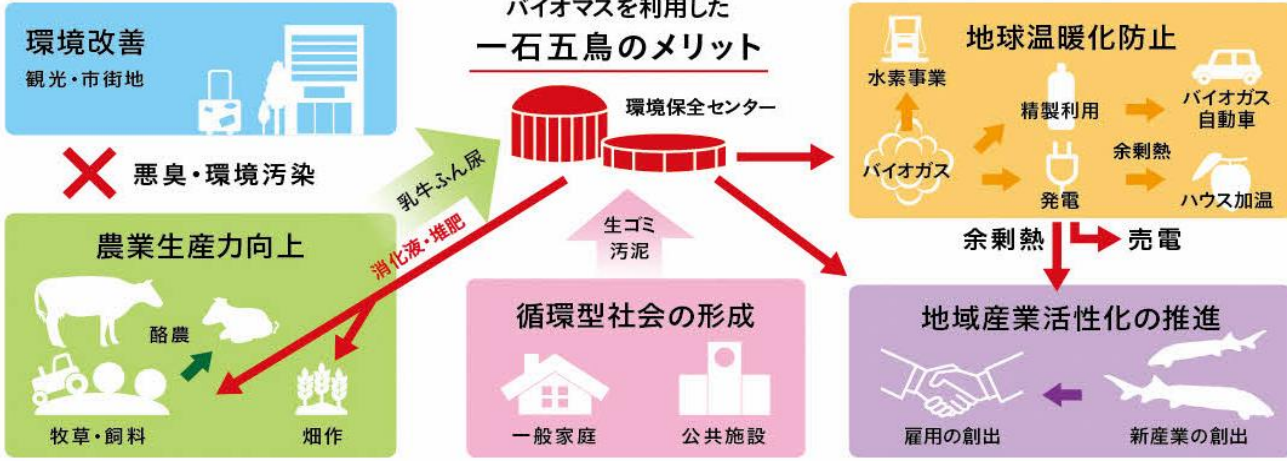 バイオマスを利用した
一石五鳥のメリット
環境保全センター
環境改善
観光・市街地
悪臭・環境汚染
乳牛ふん尿
消化液・堆肥
農業生産力向上
酪農
牧草・飼料
畑作
生ゴミ
汚泥
循環型社会の形成
一般家庭
公共施設
地球温暖化防止
水素事業
バイオガス
精製利用
バイオガス
自動車
発電
余剰熱
ハウス加温
余剰熱
売電
地域産業活性化の推進
雇用の創出
新産業の創出